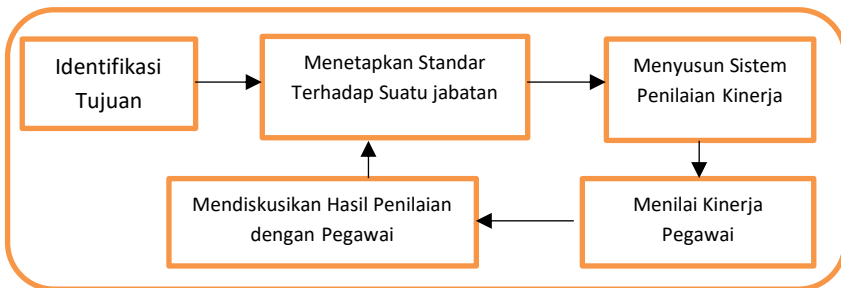 Identifikasi
Tujuan
Menetapkan Standar
Terhadap Suatu jabatan
Menyusun Sistem
Penilaian Kinerja
Mendiskusikan Hasil Penilaian
dengan Pegawai
Menilai Kinerja
Pegawai